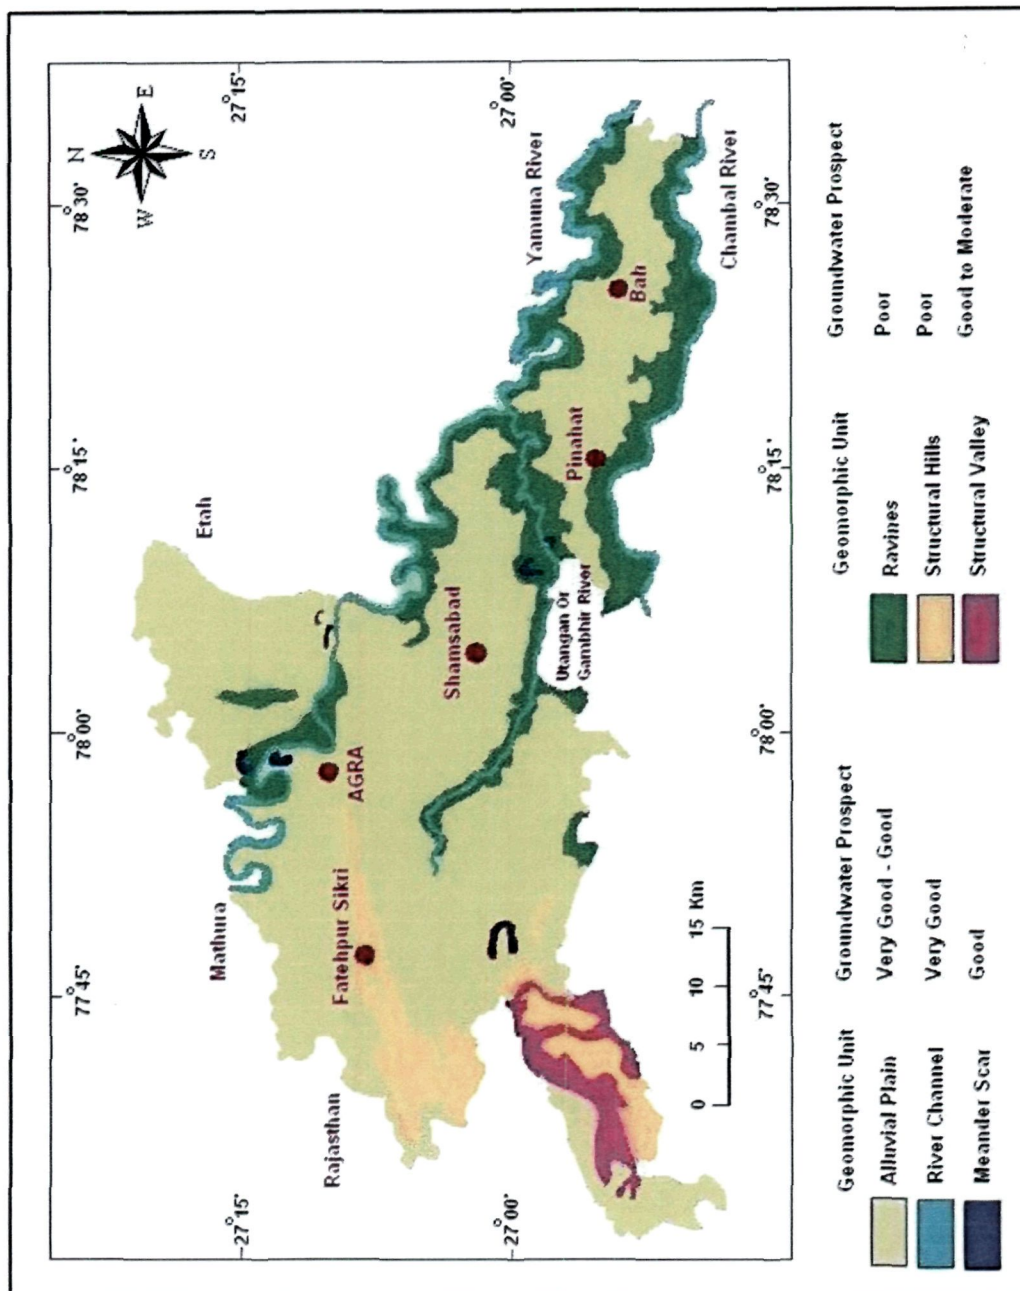 N
W
E
S
77°45'
78°00'
78°15'
78°30'
27°15'
27°15'
27°00'
27°00'
77°45'
78°00'
78°15'
78°30'
Mathura
Etah
Rajasthan
Fatehpur Sikri
AGRA
Shamsabad
Yamuna River
Utangan Or
Gambhir River
Pinahat
Bah
Chambal River
0 5 10 15 Km
Geomorphic Unit Groundwater Prospect Geomorphic Unit Groundwater Prospect
Alluvial Plain Very Good - Good Ravines Poor
River Channel Very Good Structural Hills Poor
Meander Scar Good Structural Valley Good to Moderate